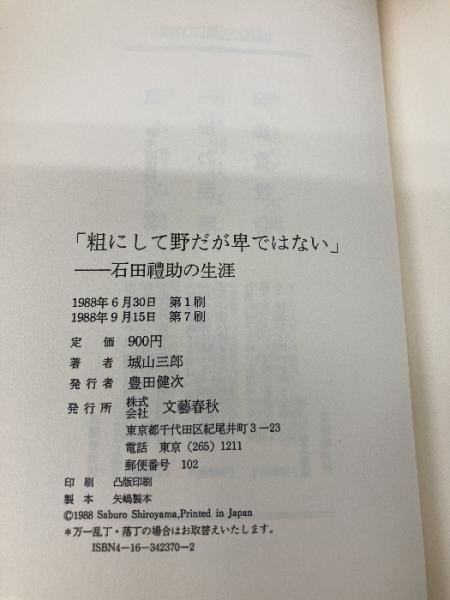 「粗にして野だが卑ではない」
──石田禮助の生涯
1988年6月30日 第1刷
1988年9月15日 第7刷
定価 900円
著者 城山三郎
発行者 豊田健次
発行所 株式会社 文藝春秋
東京都千代田区紀尾井町3-23
電話 東京(265)1211
郵便番号 102
印刷 凸版印刷
製本 矢嶋製本
©1988 Saburo Shiroyama,Printed in Japan
*万一乱丁・落丁の場合はお取替えいたします。
ISBN4-16-342370-2